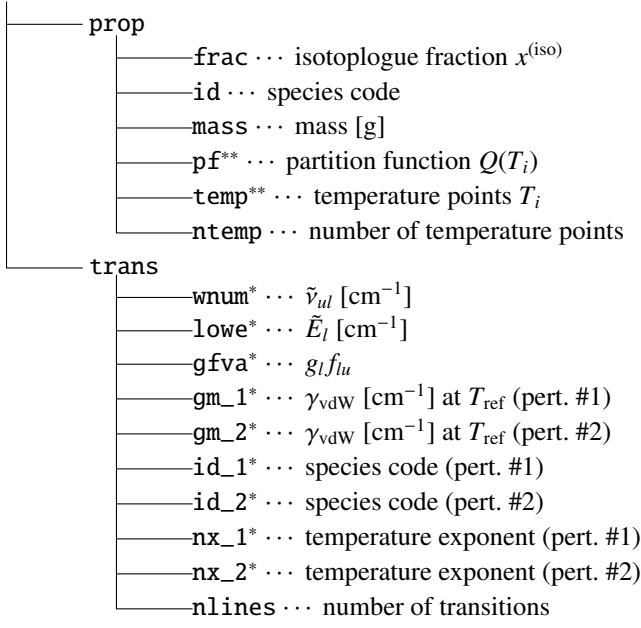 prop
frac ··· isotoplogue fraction x^(iso)
id ··· species code
mass ··· mass [g]
pf** ··· partition function Q(T_i)
temp** ··· temperature points T_i
ntemp ··· number of temperature points
trans
wnum* ··· ν̃_ul [cm⁻¹]
lowe* ··· Ẽ_l [cm⁻¹]
gfva* ··· g_l f_lu
gm_1* ··· γ_vdW [cm⁻¹] at T_ref (pert. #1)
gm_2* ··· γ_vdW [cm⁻¹] at T_ref (pert. #2)
id_1* ··· species code (pert. #1)
id_2* ··· species code (pert. #2)
nx_1* ··· temperature exponent (pert. #1)
nx_2* ··· temperature exponent (pert. #2)
nlines ··· number of transitions